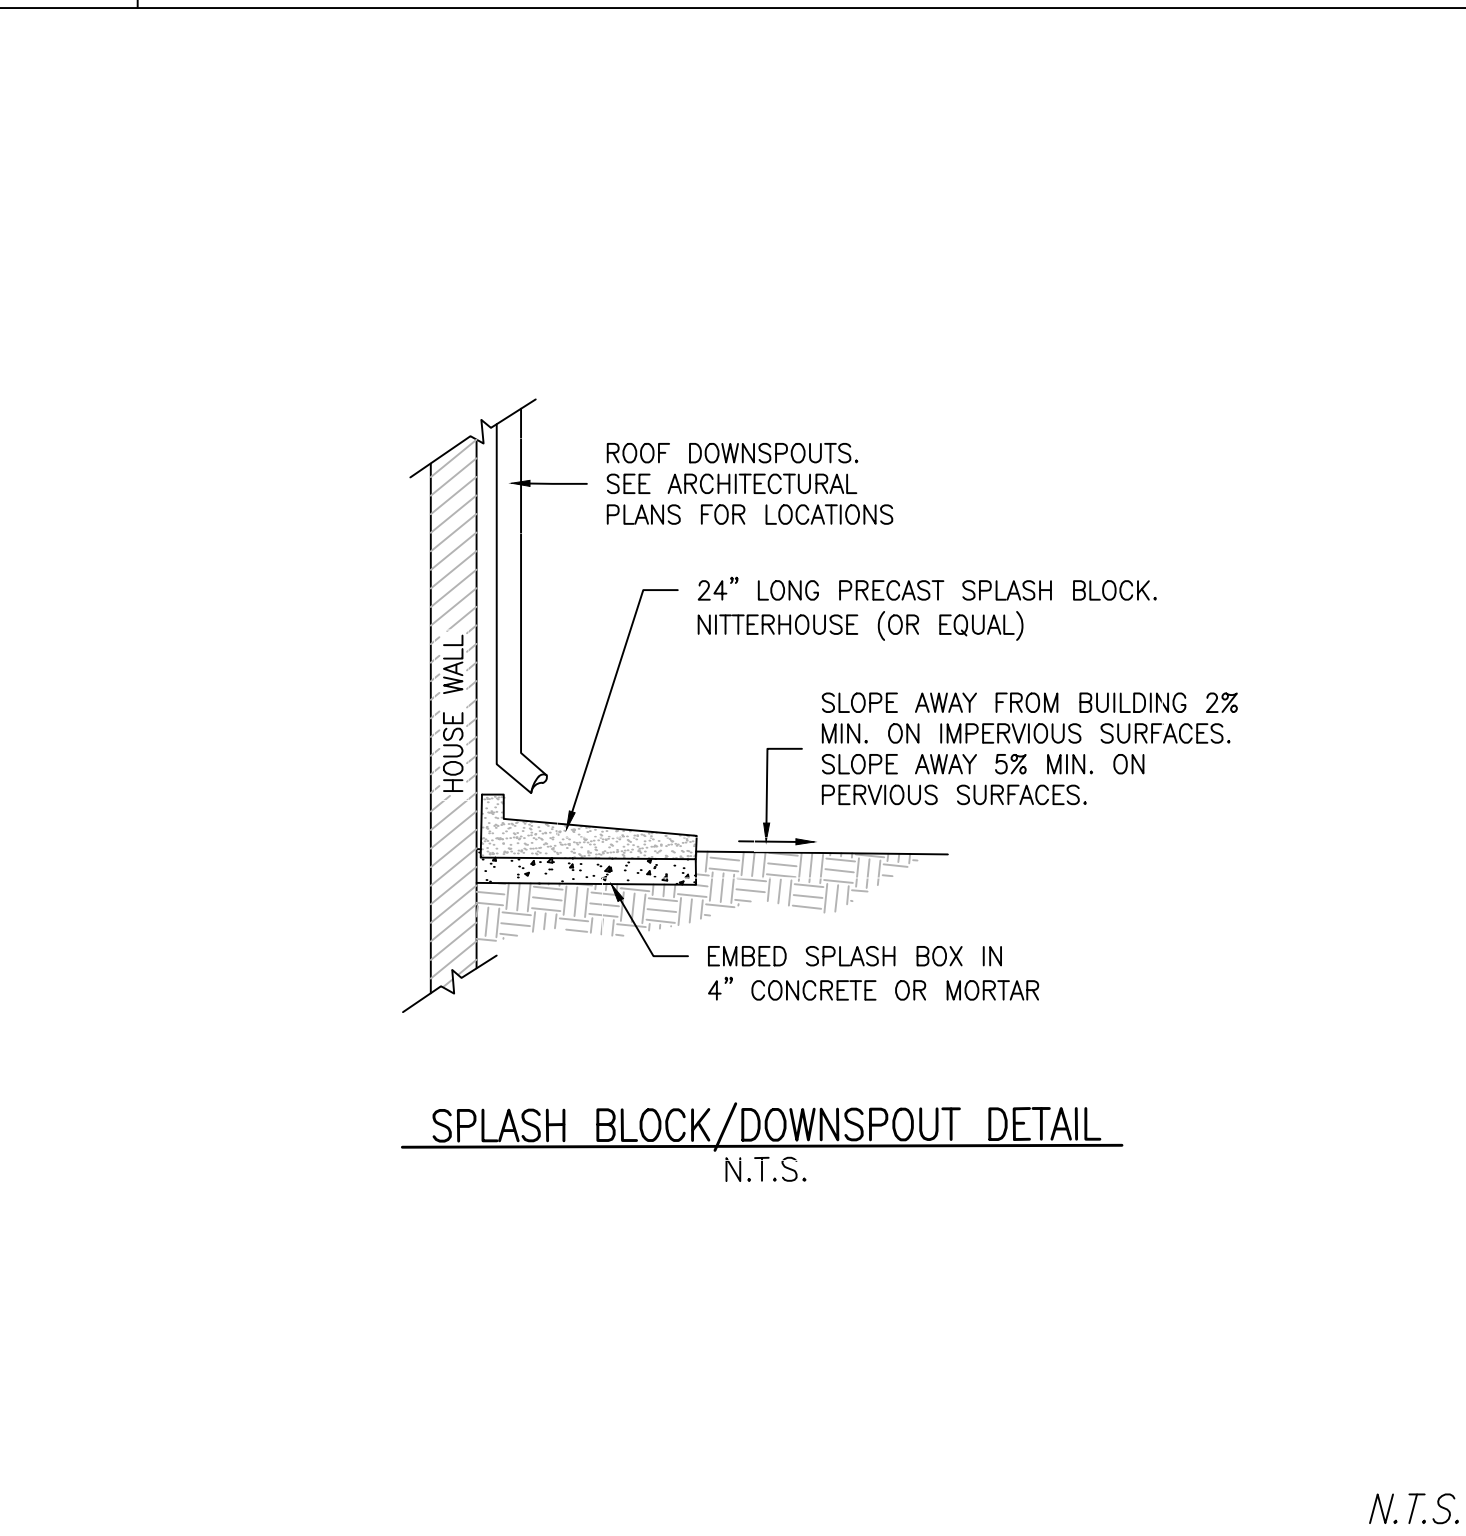 ROOF DOWNSPOUTS.
SEE ARCHITECTURAL
PLANS FOR LOCATIONS
24" LONG PRECAST SPLASH BLOCK.
NITTERHOUSE (OR EQUAL)
HOUSE WALL
SLOPE AWAY FROM BUILDING 2%
MIN. ON IMPERVIOUS SURFACES.
SLOPE AWAY 5% MIN. ON
PERVIOUS SURFACES.
EMBED SPLASH BOX IN
4" CONCRETE OR MORTAR
SPLASH BLOCK/DOWNSPOUT DETAIL
N.T.S.
N.T.S.